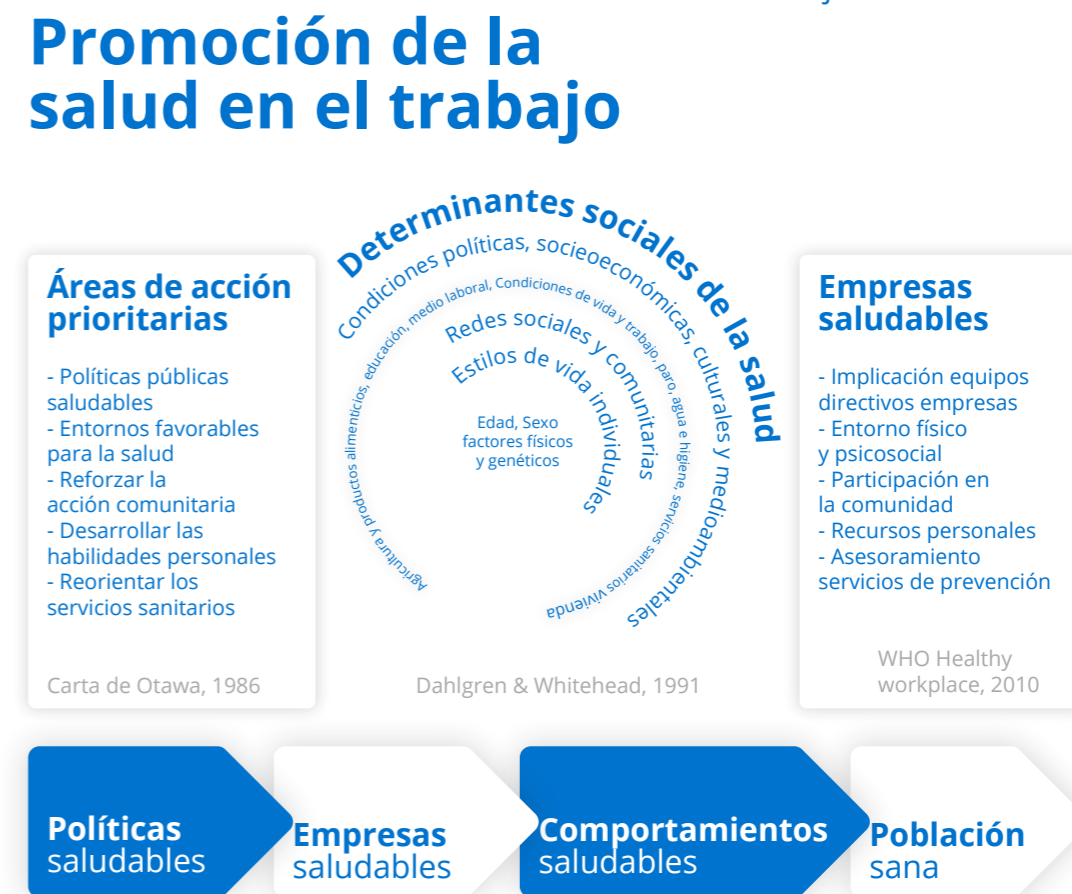 Promoción de la
salud en el trabajo
Áreas de acción
prioritarias
- Políticas públicas
saludables
- Entornos favorables
para la salud
- Reforzar la
acción comunitaria
- Desarrollar las
habilidades personales
- Reorientar los
servicios sanitarios
Carta de Otawa, 1986
Determinantes sociales de la salud
Condiciones políticas, socieoeconómicas, culturales y medioambientales
Agricultura y productos alimenticios, educación, medio laboral, Condiciones de vida y trabajo, paro, agua e higiene, servicios sanitarios vivienda
Redes sociales y comunitarias
Estilos de vida individuales
Edad, Sexo
factores físicos
y genéticos
Dahlgren & Whitehead, 1991
Empresas
saludables
- Implicación equipos
directivos empresas
- Entorno físico
y psicosocial
- Participación en
la comunidad
- Recursos personales
- Asesoramiento
servicios de prevención
WHO Healthy
workplace, 2010
Políticas
saludables
Empresas
saludables
Comportamientos
saludables
Población
sana